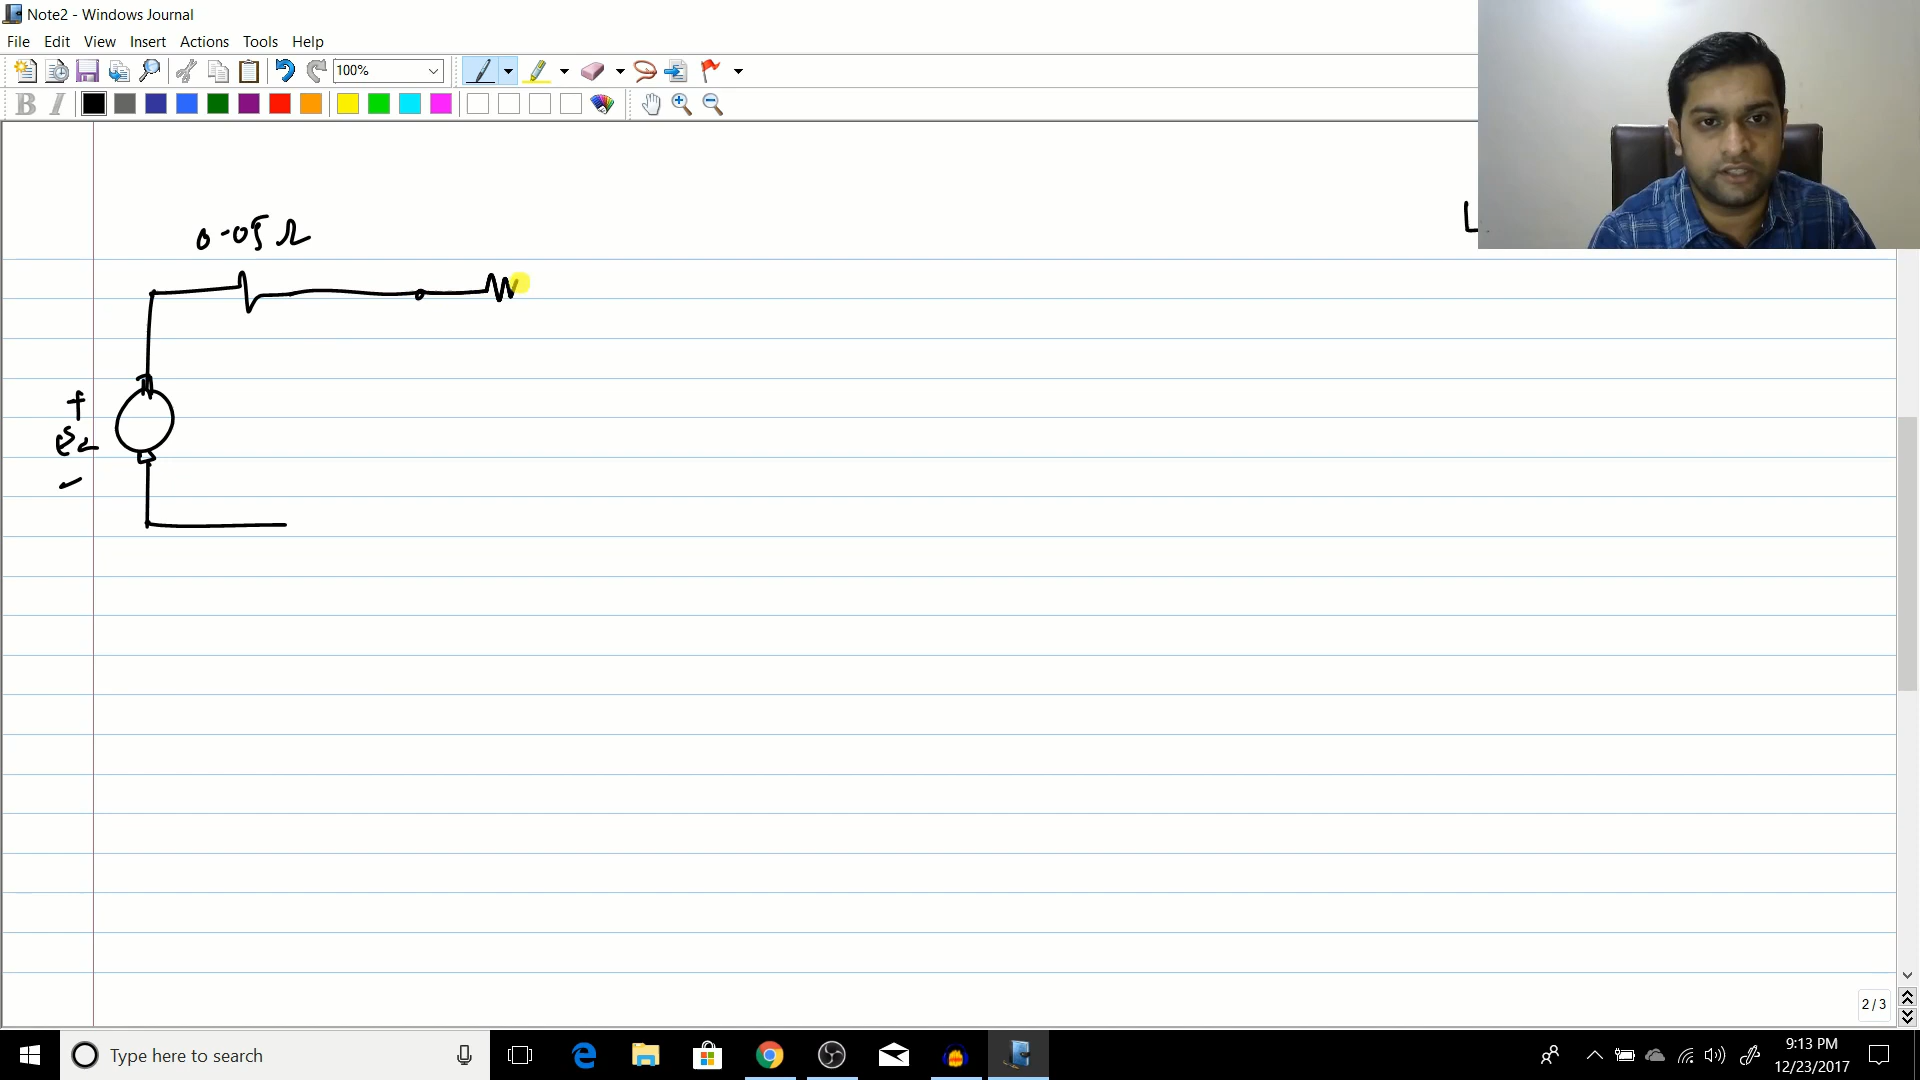 Note2 - Windows Journal
File Edit View Insert Actions Tools Help
100%
B I
0.05 Ω
+
-
2 / 3
Type here to search
9:13 PM
12/23/2017